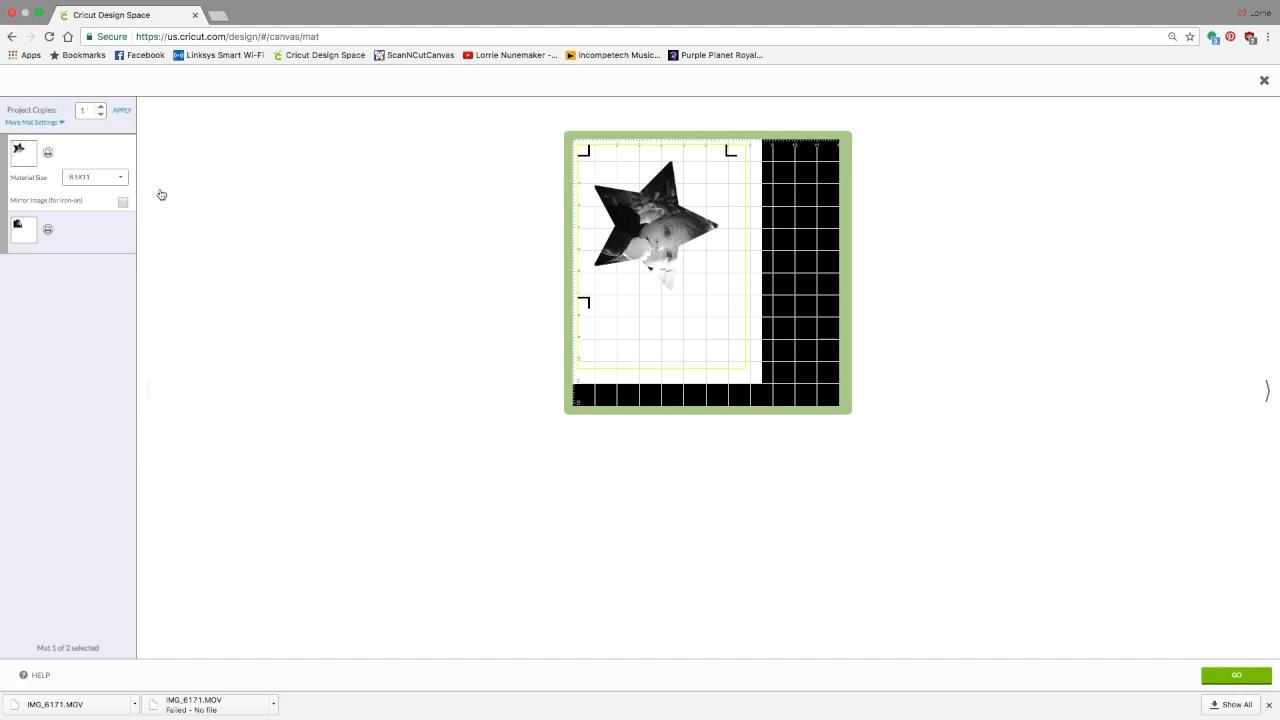 Cricut Design Space
Lorrie
Secure https://us.cricut.com/design/#/canvas/mat
Apps Bookmarks Facebook Linksys Smart Wi-Fi Cricut Design Space ScanNCutCanvas Lorrie Nunemaker -... incompetech Music... Purple Planet Royal...
Project Copies: 1 APPLY
More Mat Settings
Material Size 8.5X11
Mirror Image (for iron-on)
Mat 1 of 2 selected
HELP
GO
IMG_6171.MOV
IMG_6171.MOV
Failed - No file
Show All